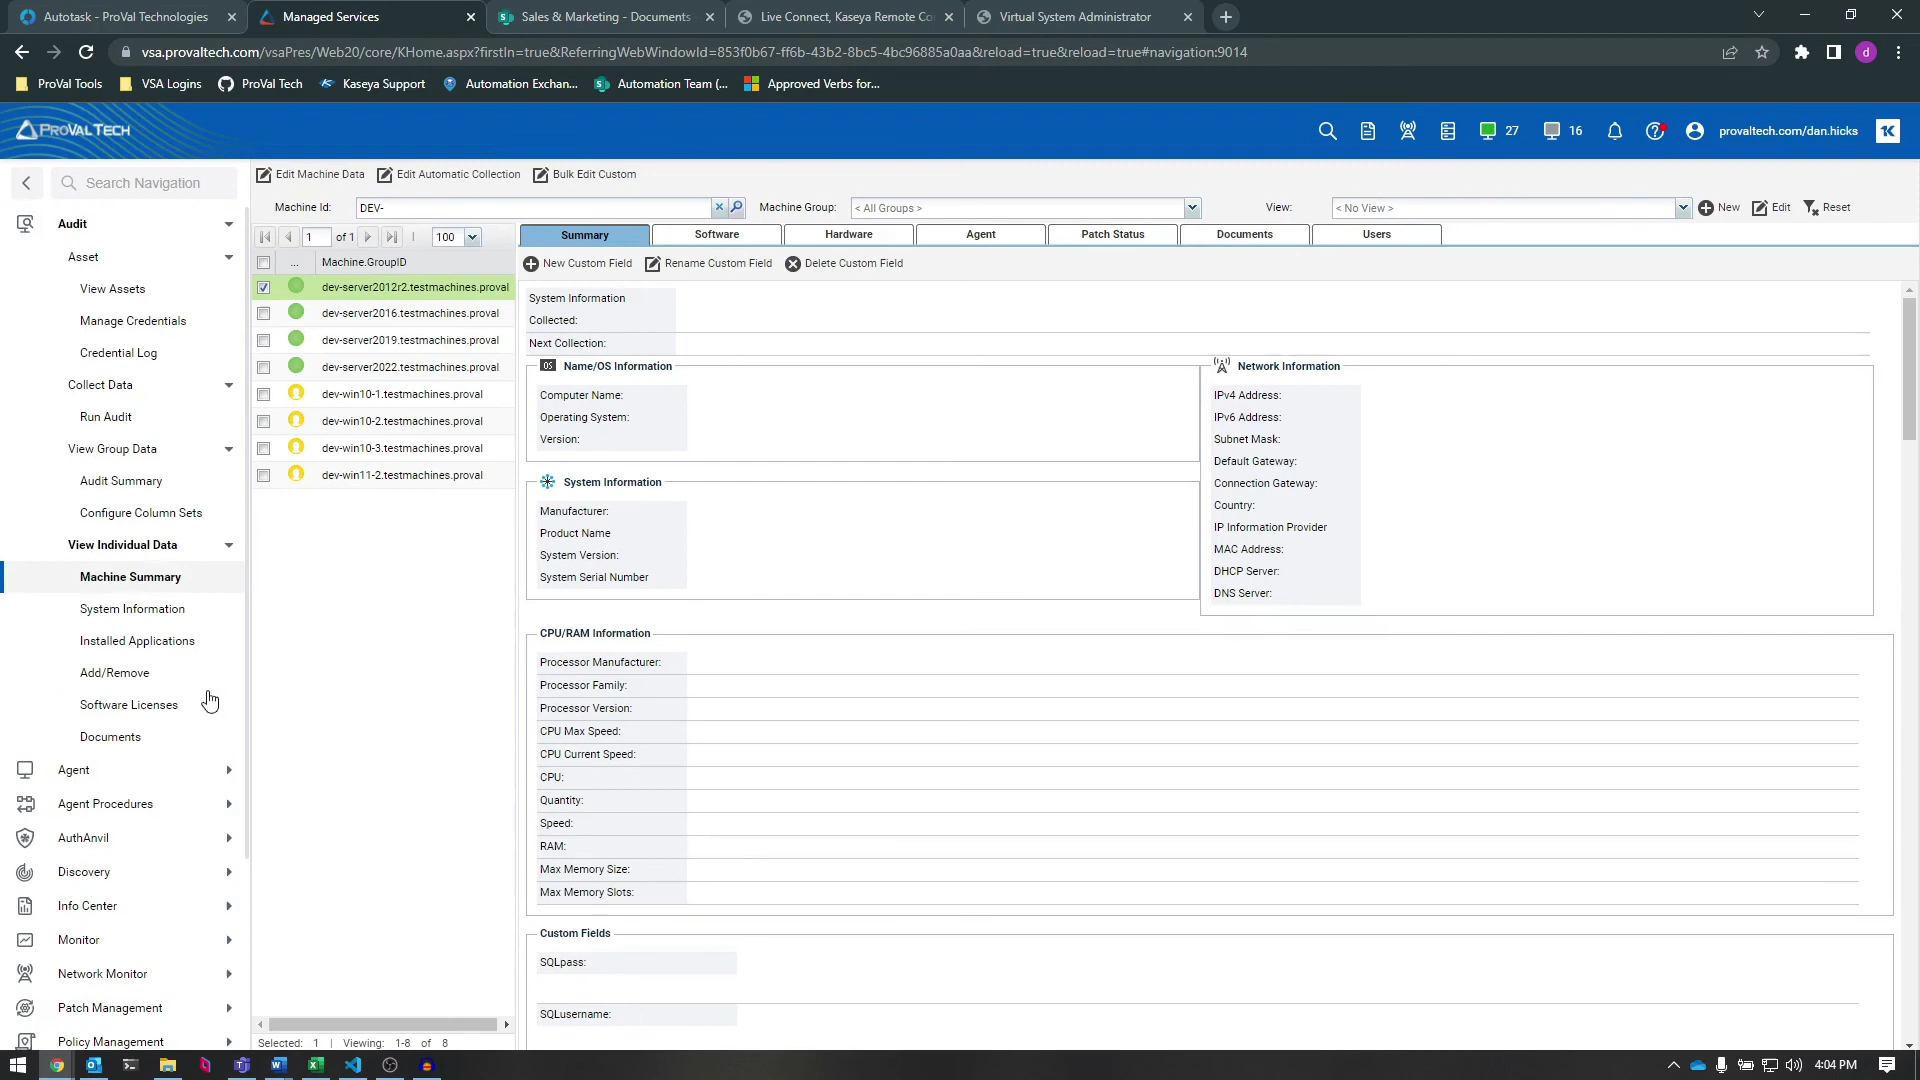 Autotask - ProVal Technologies
Managed Services
Sales & Marketing - Documents
Live Connect, Kaseya Remote Co
Virtual System Administrator
vsa.provaltech.com/vsaPres/Web20/core/KHome.aspx?firstIn=true&ReferringWebWindowId=853f0b67-ff6b-43b2-8bc5-4bc96885a0aa&reload=true&reload=true#navigation:9014
d
ProVal Tools
VSA Logins
ProVal Tech
Kaseya Support
Automation Exchan...
Automation Team (...
Approved Verbs for...
PROVAL TECH
27
16
provaltech.com/dan.hicks
Search Navigation
Edit Machine Data
Edit Automatic Collection
Bulk Edit Custom
Machine Id:
DEV-
Machine Group:
< All Groups >
View:
< No View >
New
Edit
Reset
1
of 1
100
Summary
Software
Hardware
Agent
Patch Status
Documents
Users
...
Machine.GroupID
New Custom Field
Rename Custom Field
Delete Custom Field
dev-server2012r2.testmachines.proval
dev-server2016.testmachines.proval
dev-server2019.testmachines.proval
dev-server2022.testmachines.proval
dev-win10-1.testmachines.proval
dev-win10-2.testmachines.proval
dev-win10-3.testmachines.proval
dev-win11-2.testmachines.proval
Audit
Asset
View Assets
Manage Credentials
Credential Log
Collect Data
Run Audit
View Group Data
Audit Summary
Configure Column Sets
View Individual Data
Machine Summary
System Information
Installed Applications
Add/Remove
Software Licenses
Documents
Agent
Agent Procedures
AuthAnvil
Discovery
Info Center
Monitor
Network Monitor
Patch Management
Policy Management
System Information
Collected:
Next Collection:
OS
Name/OS Information
Computer Name:
Operating System:
Version:
System Information
Manufacturer:
Product Name
System Version:
System Serial Number
Network Information
IPv4 Address:
IPv6 Address:
Subnet Mask:
Default Gateway:
Connection Gateway:
Country:
IP Information Provider
MAC Address:
DHCP Server:
DNS Server:
CPU/RAM Information
Processor Manufacturer:
Processor Family:
Processor Version:
CPU Max Speed:
CPU Current Speed:
CPU:
Quantity:
Speed:
RAM:
Max Memory Size:
Max Memory Slots:
Custom Fields
SQLpass:
SQLusername:
Selected: 1 | Viewing: 1-8 of 8
4:04 PM